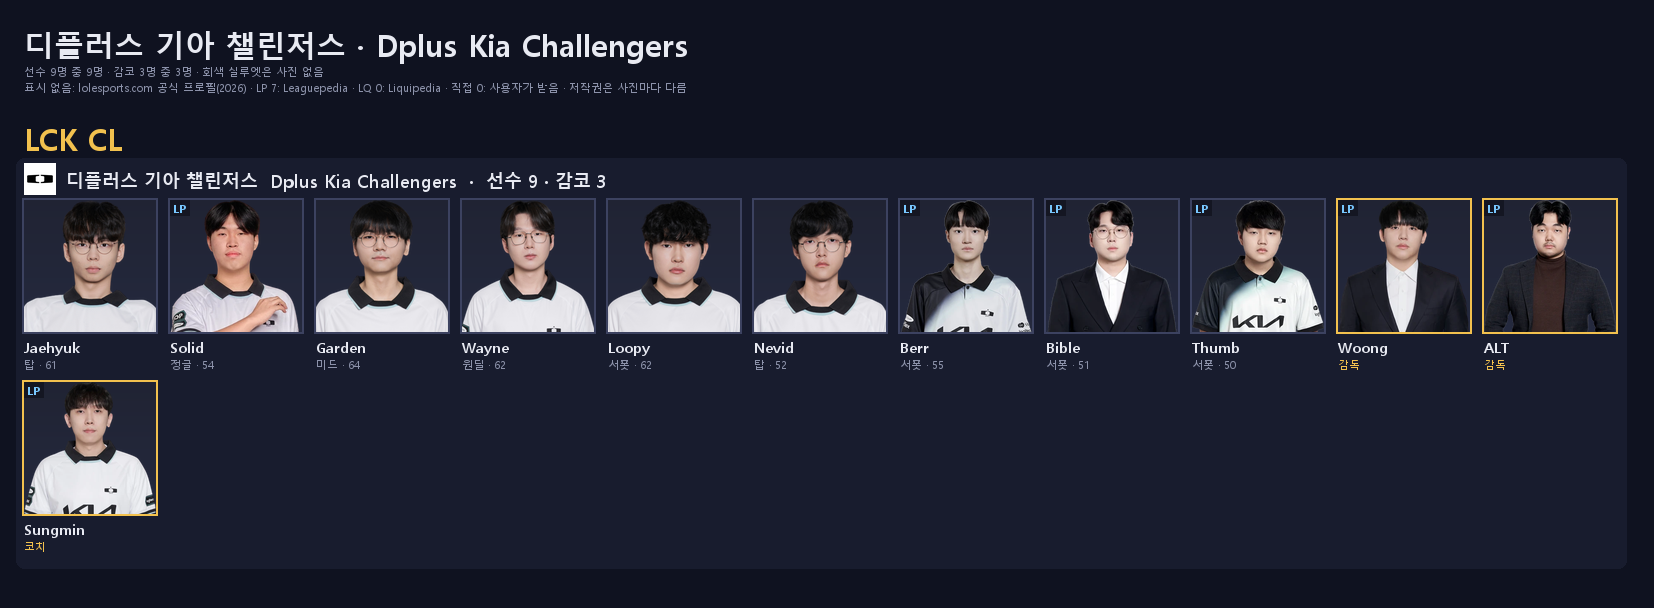 디플러스 기아 챌린저스 · Dplus Kia Challengers
선수 9명 중 9명 · 감코 3명 중 3명 · 회색 실루엣은 사진 없음
표시 없음: lolesports.com 공식 프로필(2026) · LP 7: Leaguepedia · LQ 0: Liquipedia · 직접 0: 사용자가 받음 · 저작권은 사진마다 다름
LCK CL
디플러스 기아 챌린저스 Dplus Kia Challengers · 선수 9 · 감코 3
LP LP LP LP LP LP
Jaehyuk Solid Garden Wayne Loopy Nevid Berr Bible Thumb Woong ALT
탑 · 61 정글 · 54 미드 · 64 원딜 · 62 서폿 · 62 탑 · 52 서폿 · 55 서폿 · 51 서폿 · 50 감독 감독
LP
Sungmin
코치